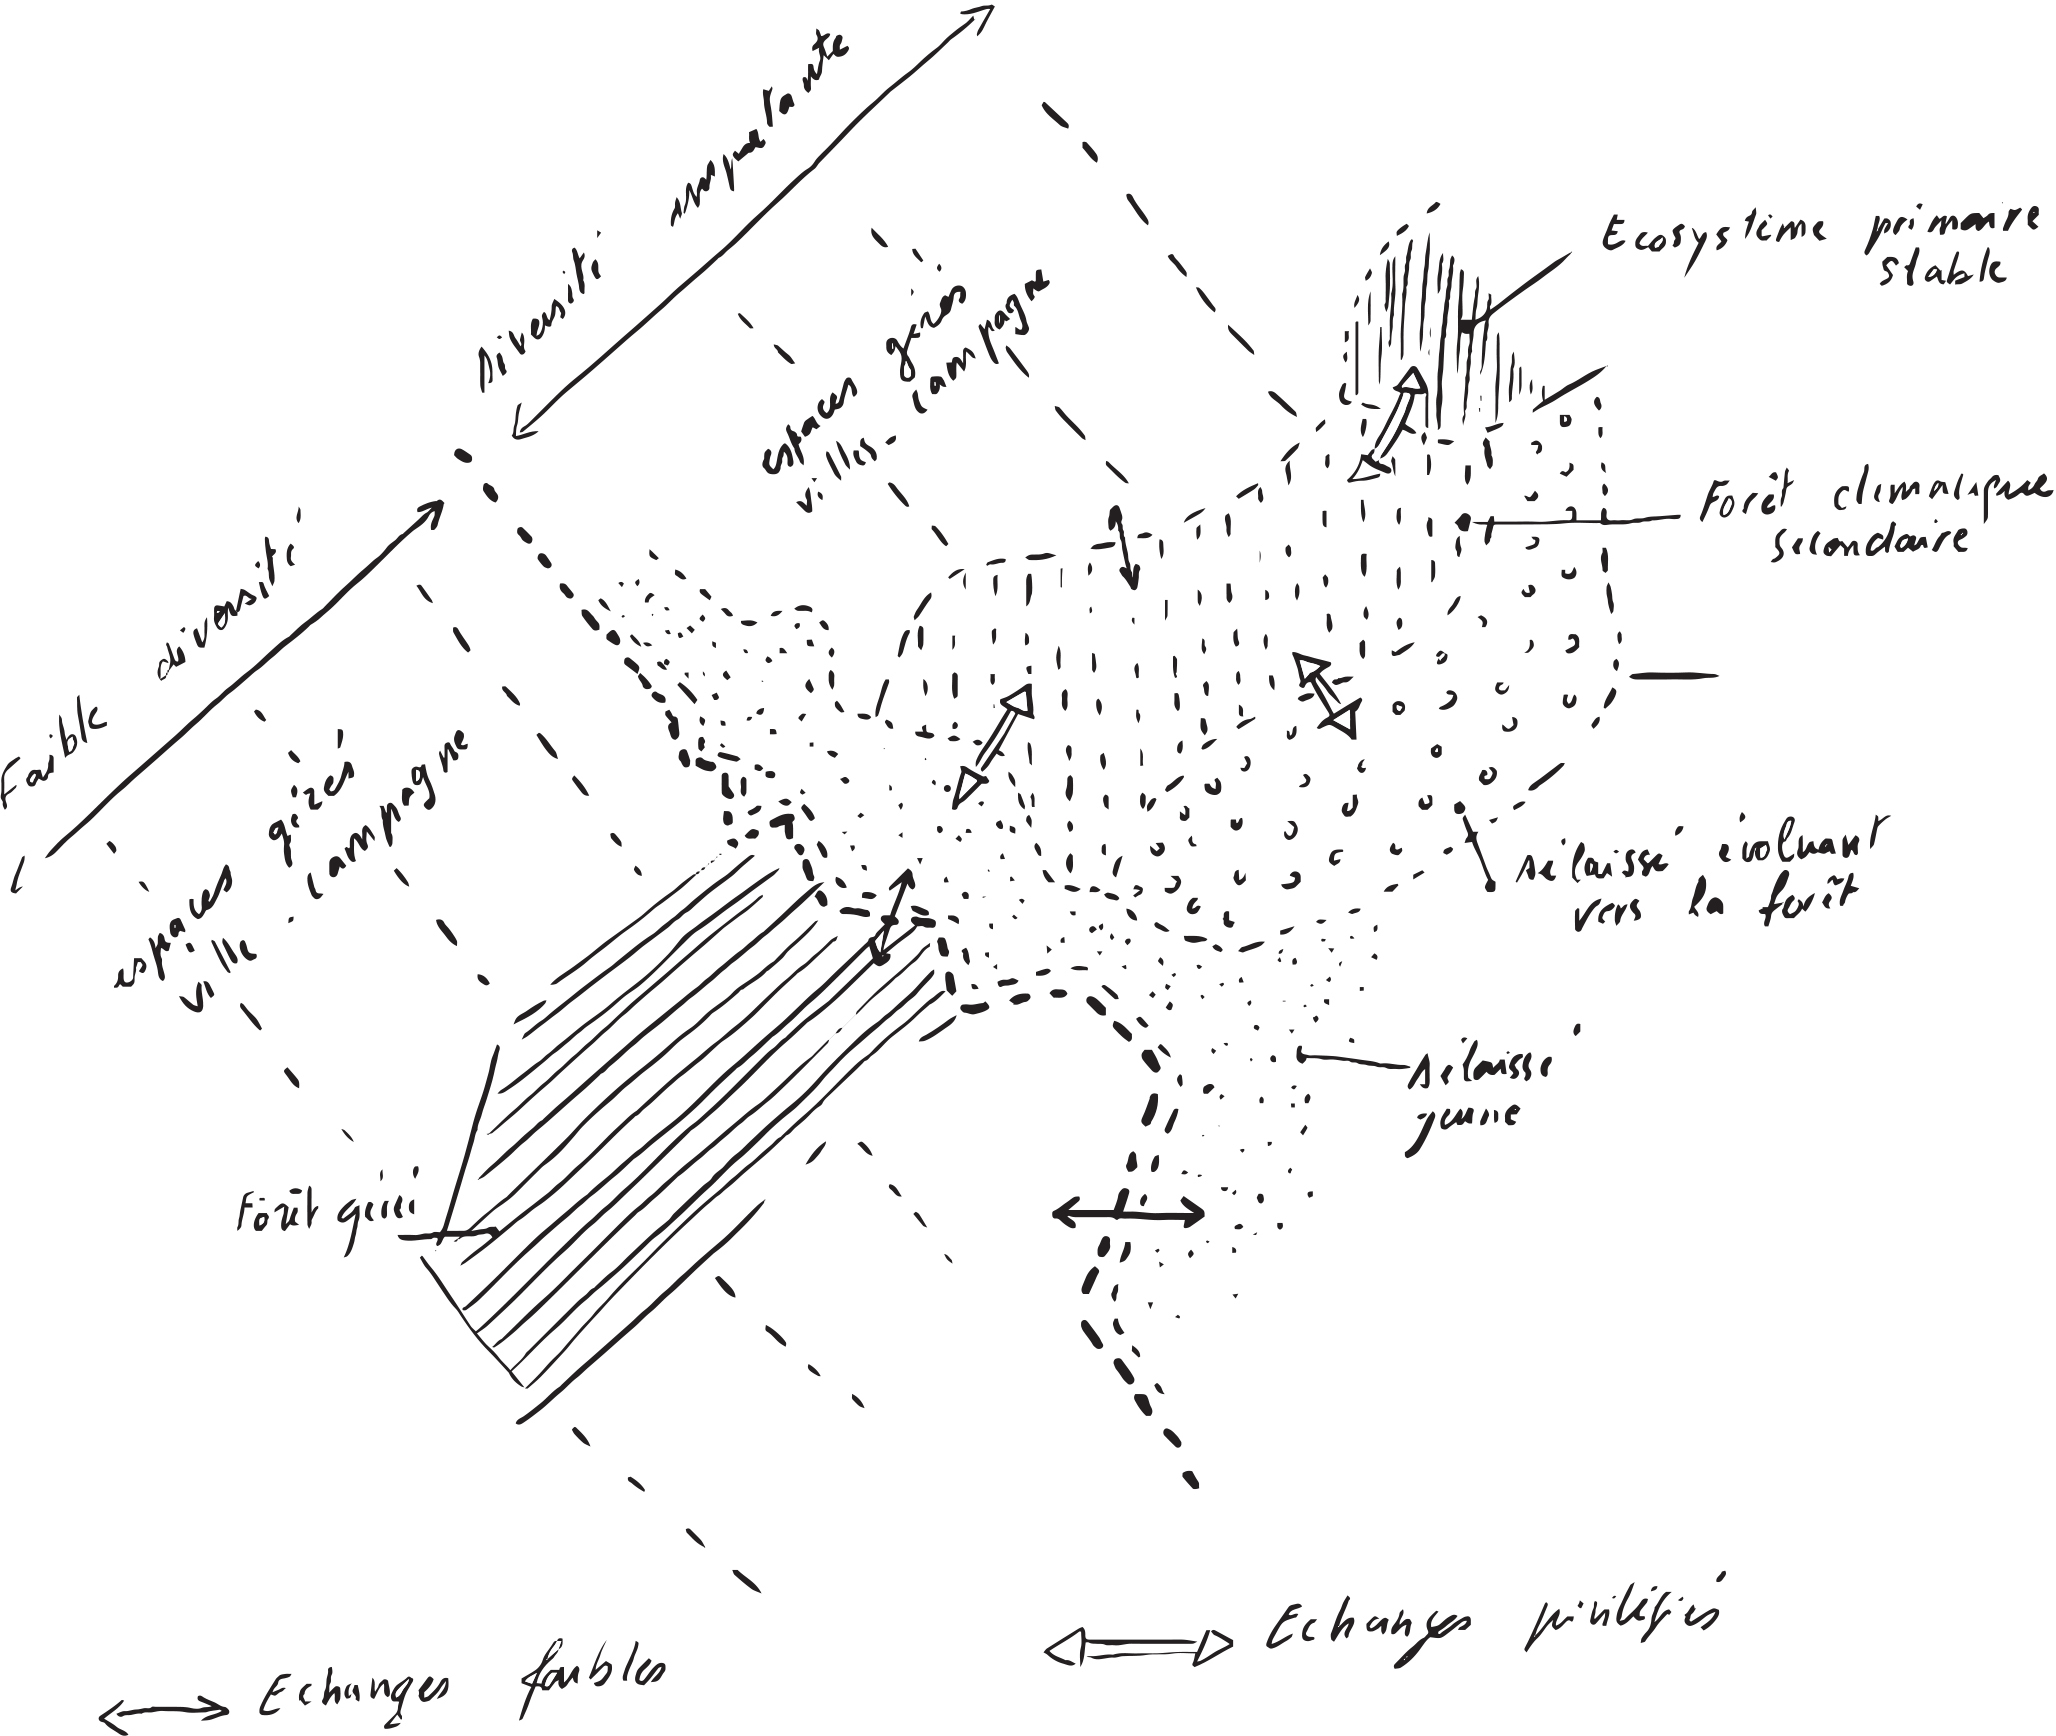 Diversité importante
Ecosystème primaire
stable
espaces gérés
villes - campagne
Forêt climatique
secondaire
Faible diversité
espaces gérés
ville - campagne
délaissé évoluant
vers la forêt
délaissé
jeune
Forêt gérée
Echanges privilégiés
Echanges faibles